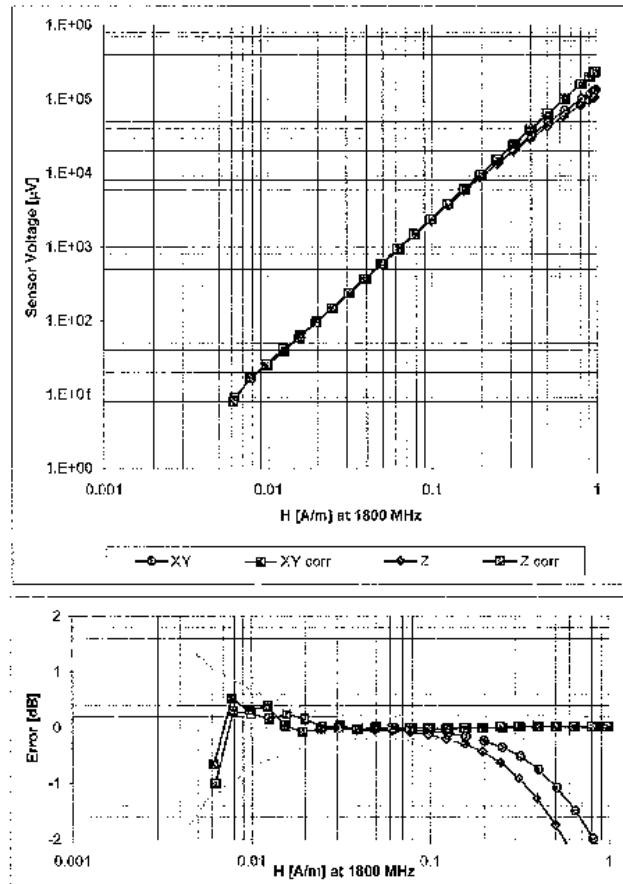 1.E+06
1.E+05
1.E+04
1.E+03
1.E+02
1.E+01
1.E+00
Sensor Voltage [µV]
0.001 0.01 0.1 1
H [A/m] at 1800 MHz
XY XY corr Z Z corr
2
1
0
-1
-2
Error [dB]
0.001 0.01 0.1 1
H [A/m] at 1800 MHz